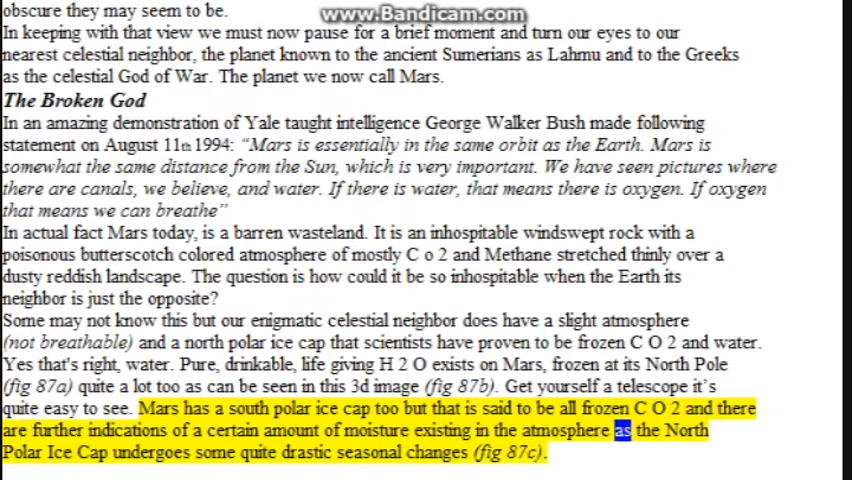 obscure they may seem to be.
www.Bandicam.com
In keeping with that view we must now pause for a brief moment and turn our eyes to our
nearest celestial neighbor, the planet known to the ancient Sumerians as Lahmu and to the Greeks
as the celestial God of War. The planet we now call Mars.
The Broken God
In an amazing demonstration of Yale taught intelligence George Walker Bush made following
statement on August 11th 1994: “Mars is essentially in the same orbit as the Earth. Mars is
somewhat the same distance from the Sun, which is very important. We have seen pictures where
there are canals, we believe, and water. If there is water, that means there is oxygen. If oxygen
that means we can breathe”
In actual fact Mars today, is a barren wasteland. It is an inhospitable windswept rock with a
poisonous butterscotch colored atmosphere of mostly C o 2 and Methane stretched thinly over a
dusty reddish landscape. The question is how could it be so inhospitable when the Earth its
neighbor is just the opposite?
Some may not know this but our enigmatic celestial neighbor does have a slight atmosphere
(not breathable) and a north polar ice cap that scientists have proven to be frozen C O 2 and water.
Yes that's right, water. Pure, drinkable, life giving H 2 O exists on Mars, frozen at its North Pole
(fig 87a) quite a lot too as can be seen in this 3d image (fig 87b). Get yourself a telescope it’s
quite easy to see. Mars has a south polar ice cap too but that is said to be all frozen C O 2 and there
are further indications of a certain amount of moisture existing in the atmosphere as the North
Polar Ice Cap undergoes some quite drastic seasonal changes (fig 87c).